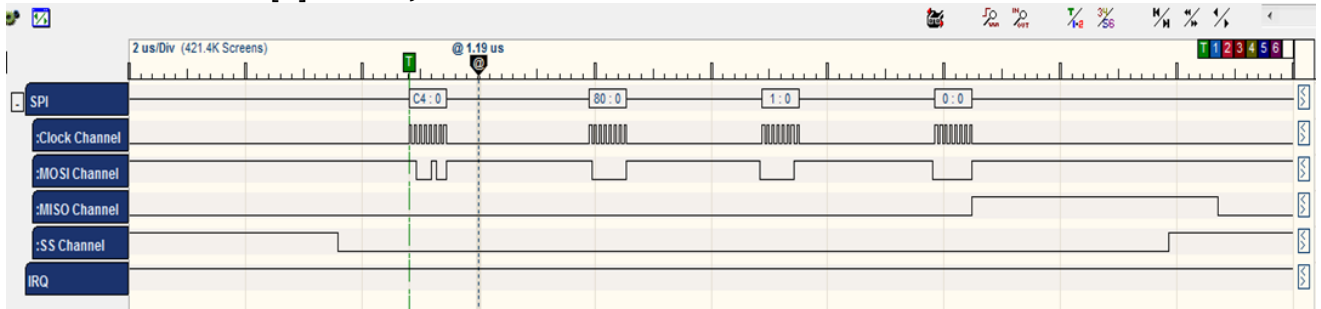 2 us/Div (421.4K Screens)
@ 1.19 us
T 1 2 3 4 5 6
T
@
SPI
C4 : 0
80 : 0
1 : 0
0 : 0
:Clock Channel
:MOSI Channel
:MISO Channel
:SS Channel
IRQ